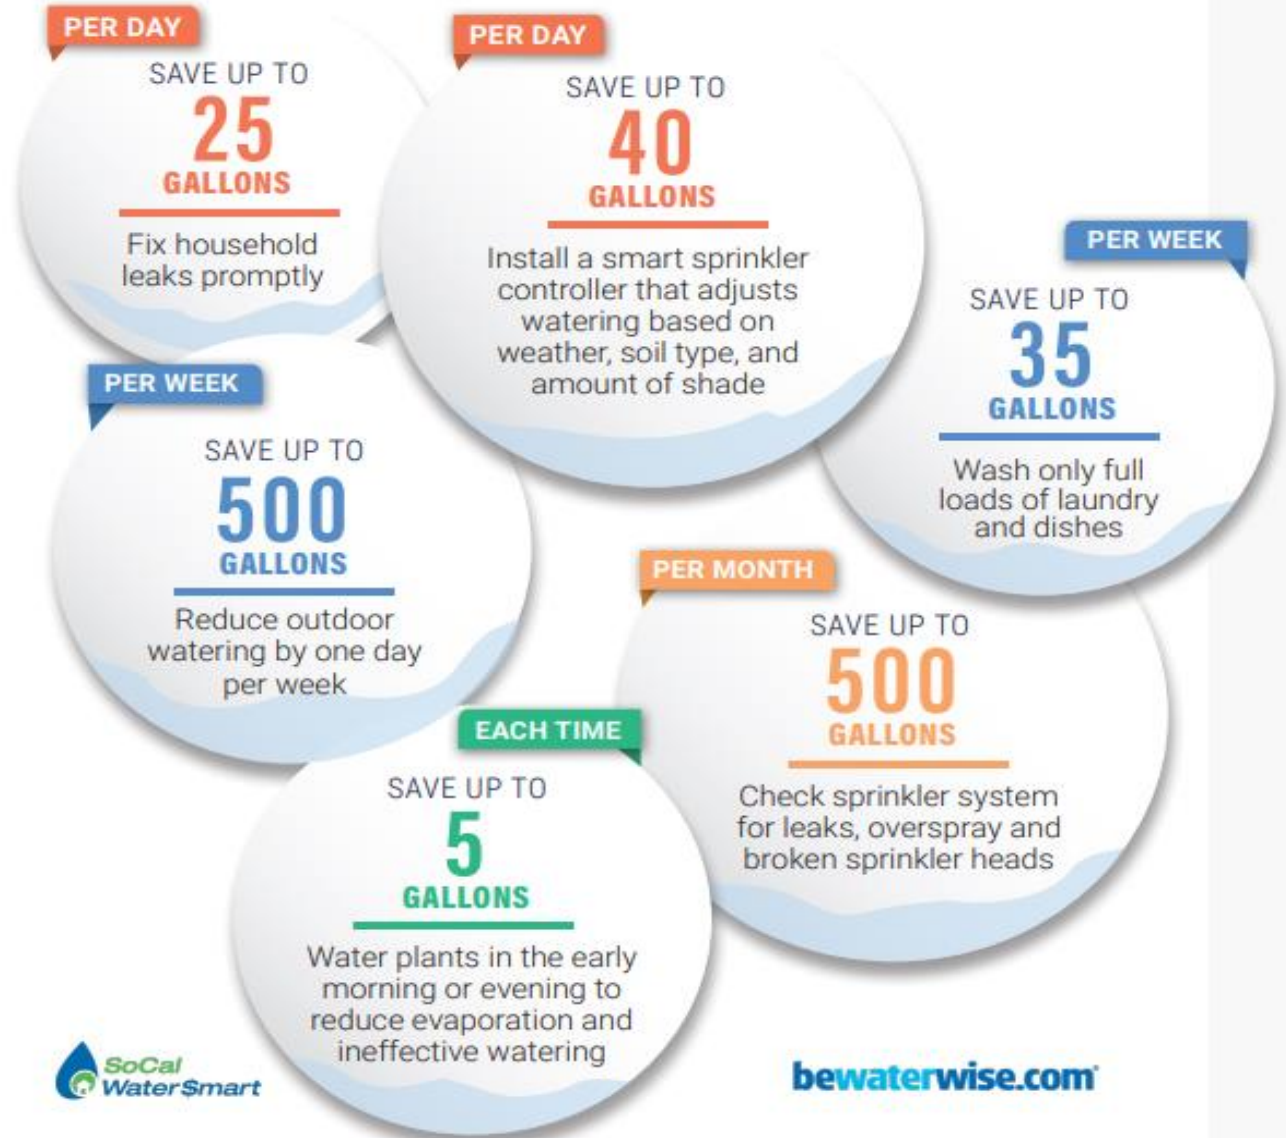 PER DAY
SAVE UP TO
25
GALLONS
Fix household
leaks promptly
PER DAY
SAVE UP TO
40
GALLONS
Install a smart sprinkler
controller that adjusts
watering based on
weather, soil type, and
amount of shade
PER WEEK
SAVE UP TO
35
GALLONS
Wash only full
loads of laundry
and dishes
PER WEEK
SAVE UP TO
500
GALLONS
Reduce outdoor
watering by one day
per week
PER MONTH
SAVE UP TO
500
GALLONS
Check sprinkler system
for leaks, overspray and
broken sprinkler heads
EACH TIME
SAVE UP TO
5
GALLONS
Water plants in the early
morning or evening to
reduce evaporation and
ineffective watering
SoCal
Water$mart
bewaterwise.com